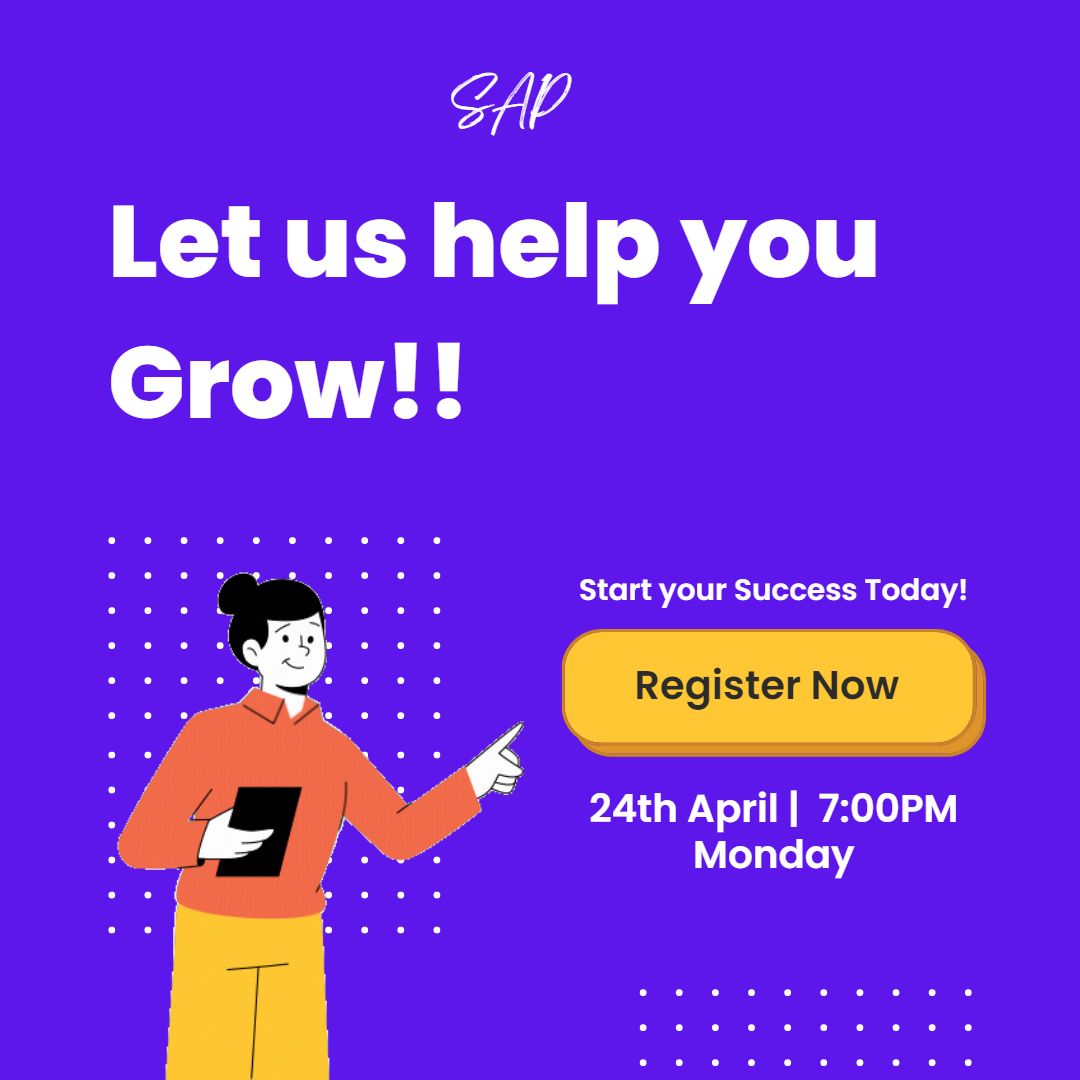 SAP
Let us help you
Grow!!
Start your Success Today!
Register Now
24th April | 7:00PM
Monday